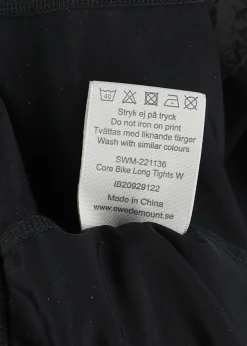 40
Stryk ej på tryck
Do not iron on print
Tvättas med liknande färger
Wash with similar colours
SWM-221136
Core Bike Long Tights W
IB20929122
Made in China
www.swedemount.se